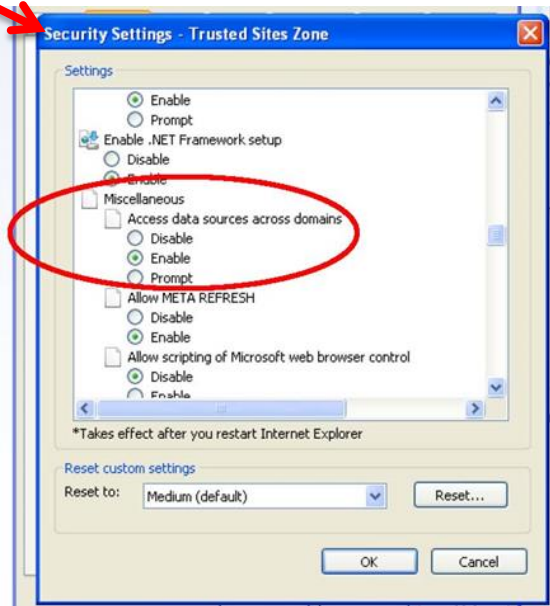 Security Settings - Trusted Sites Zone
Settings
Enable
Prompt
Enable .NET Framework setup
Disable
Enable
Miscellaneous
Access data sources across domains
Disable
Enable
Prompt
Allow META REFRESH
Disable
Enable
Allow scripting of Microsoft web browser control
Disable
Enable
*Takes effect after you restart Internet Explorer
Reset custom settings
Reset to: Medium (default) Reset...
OK Cancel